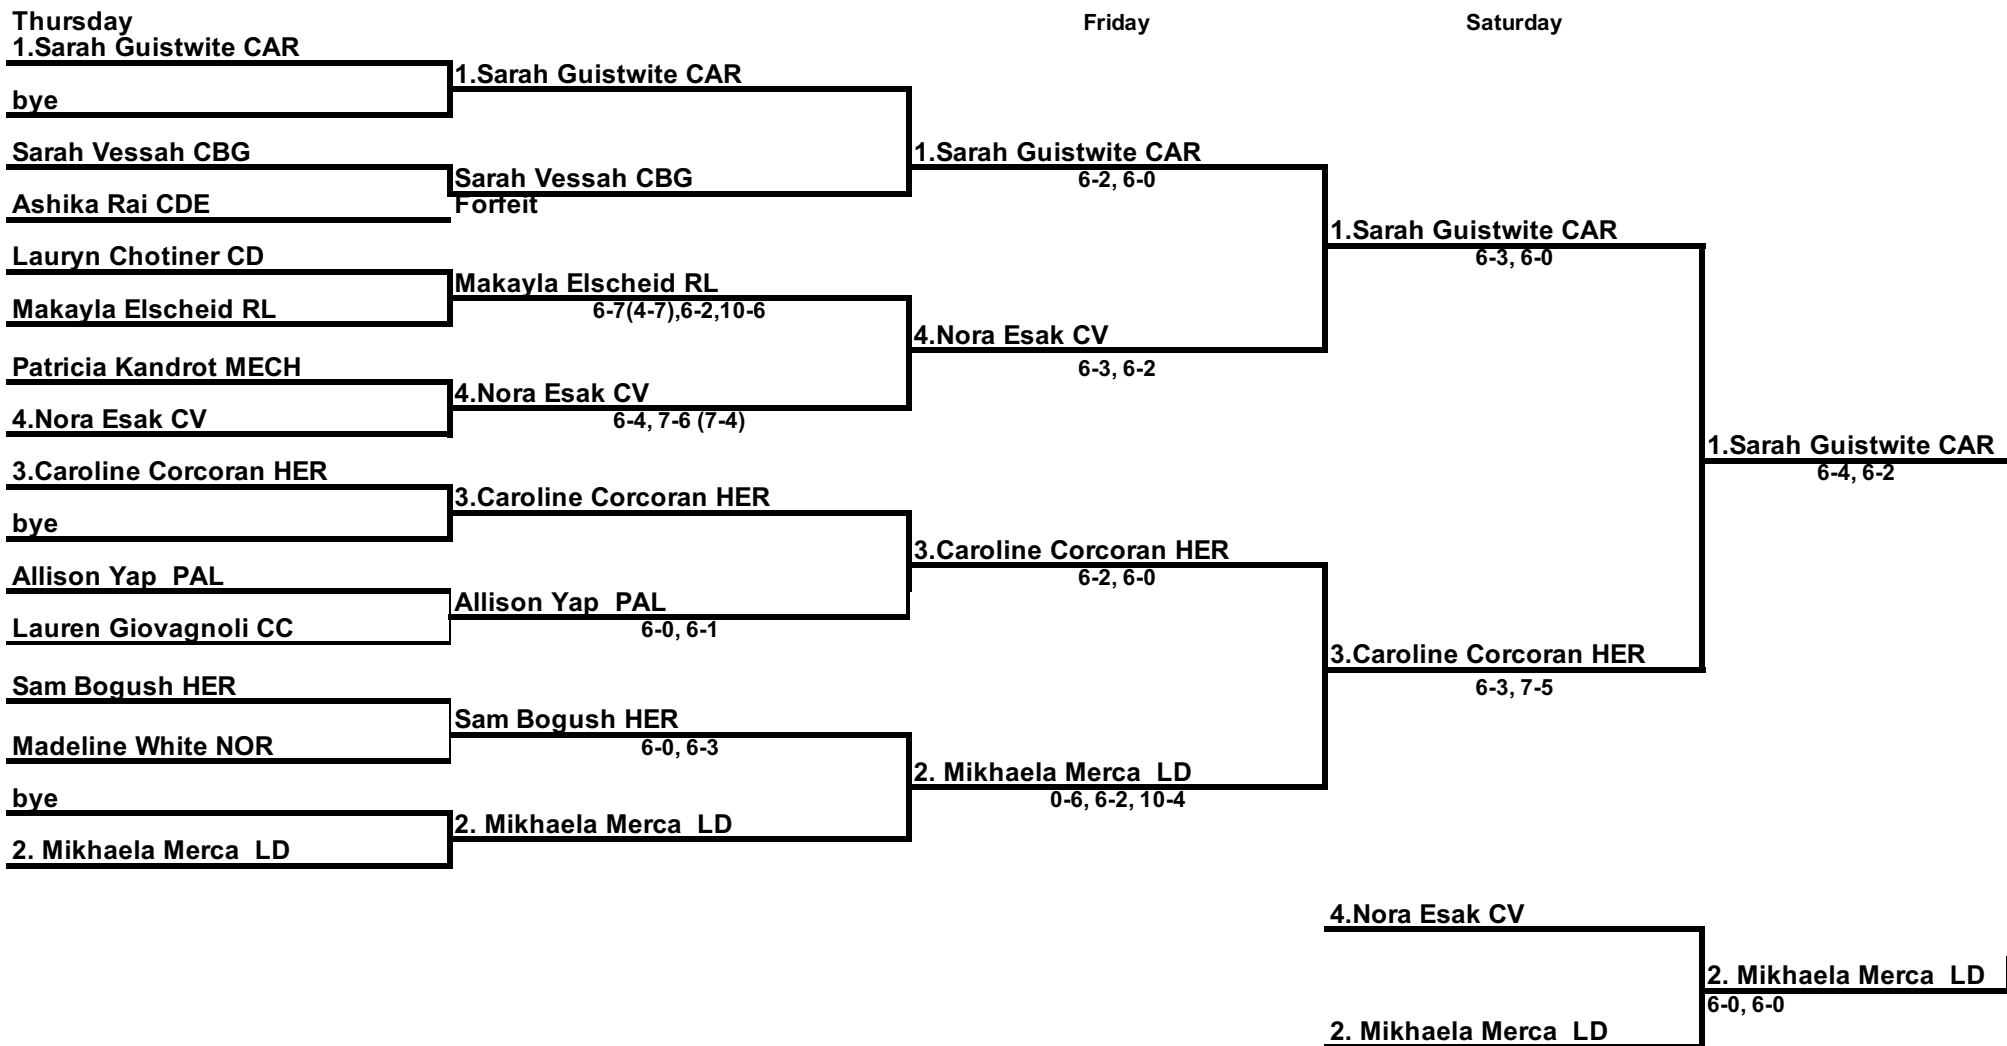 Thursday
Friday
Saturday
1.Sarah Guistwite CAR
bye
Sarah Vessah CBG
Ashika Rai CDE
Lauryn Chotiner CD
Makayla Elscheid RL
Patricia Kandrot MECH
4.Nora Esak CV
3.Caroline Corcoran HER
bye
Allison Yap  PAL
Lauren Giovagnoli CC
Sam Bogush HER
Madeline White NOR
bye
2. Mikhaela Merca  LD
1.Sarah Guistwite CAR
Sarah Vessah CBG
Forfeit
Makayla Elscheid RL
6-7(4-7),6-2,10-6
4.Nora Esak CV
6-4, 7-6 (7-4)
3.Caroline Corcoran HER
Allison Yap  PAL
6-0, 6-1
Sam Bogush HER
6-0, 6-3
2. Mikhaela Merca  LD
1.Sarah Guistwite CAR
6-2, 6-0
4.Nora Esak CV
6-3, 6-2
3.Caroline Corcoran HER
6-2, 6-0
2. Mikhaela Merca  LD
0-6, 6-2, 10-4
1.Sarah Guistwite CAR
6-3, 6-0
3.Caroline Corcoran HER
6-3, 7-5
1.Sarah Guistwite CAR
6-4, 6-2
4.Nora Esak CV
2. Mikhaela Merca  LD
2. Mikhaela Merca  LD
6-0, 6-0